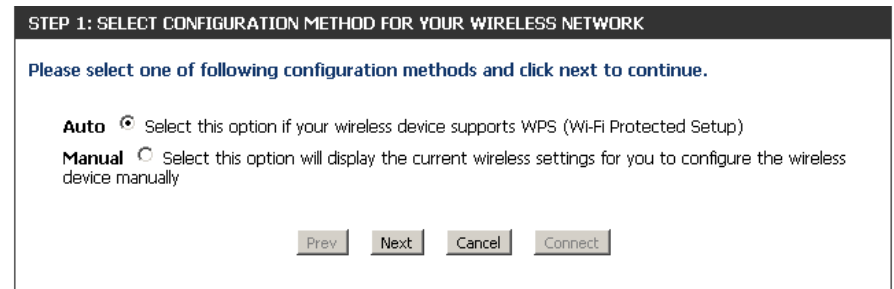 STEP 1: SELECT CONFIGURATION METHOD FOR YOUR WIRELESS NETWORK
Please select one of following configuration methods and click next to continue.
Auto Select this option if your wireless device supports WPS (Wi-Fi Protected Setup)
Manual Select this option will display the current wireless settings for you to configure the wireless
device manually
Prev Next Cancel Connect